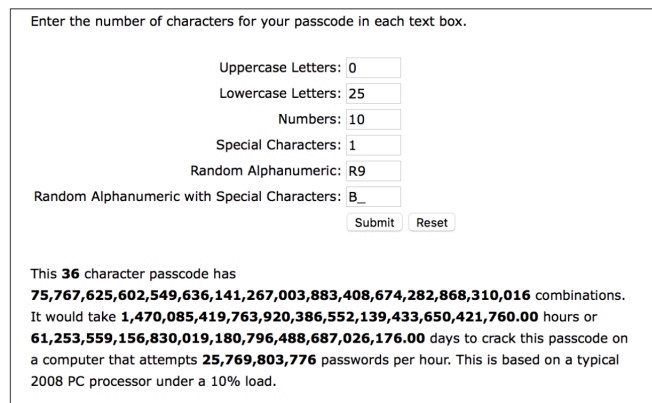 Enter the number of characters for your passcode in each text box.
Uppercase Letters: 0
Lowercase Letters: 25
Numbers: 10
Special Characters: 1
Random Alphanumeric: R9
Random Alphanumeric with Special Characters: B_
Submit Reset
This 36 character passcode has
75,767,625,602,549,636,141,267,003,883,408,674,282,868,310,016 combinations.
It would take 1,470,085,419,763,920,386,552,139,433,650,421,760.00 hours or
61,253,559,156,830,019,180,796,488,687,026,176.00 days to crack this passcode on
a computer that attempts 25,769,803,776 passwords per hour. This is based on a typical
2008 PC processor under a 10% load.